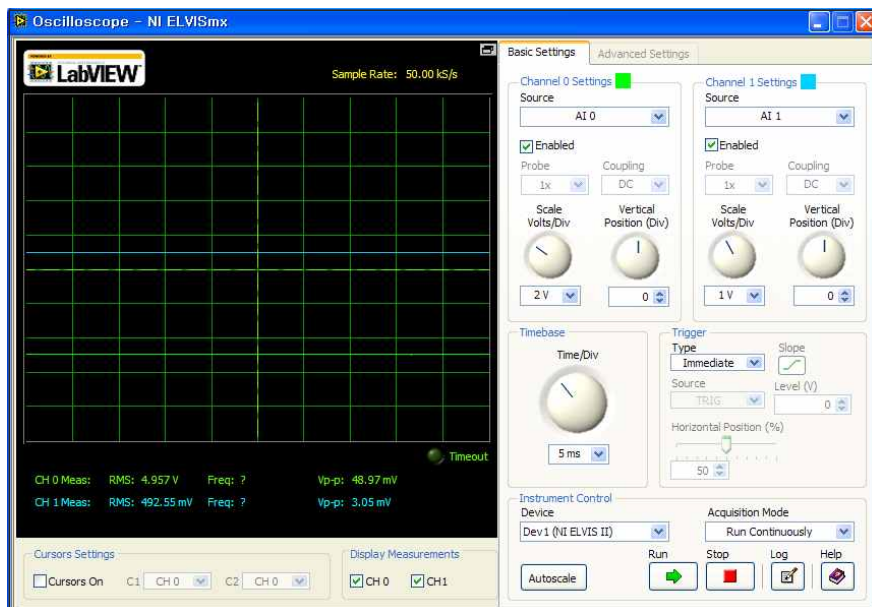 Oscilloscope - NI ELVISmx
POWERED BY
LabVIEW
Sample Rate: 50.00 kS/s
Timeout
CH 0 Meas: RMS: 4.957 V Freq: ? Vp-p: 48.97 mV
CH 1 Meas: RMS: 492.55 mV Freq: ? Vp-p: 3.05 mV
Cursors Settings
Cursors On C1 CH 0 C2 CH 0
Display Measurements
CH 0 CH1
Basic Settings Advanced Settings
Channel 0 Settings
Source
AI 0
Enabled
Probe Coupling
1x DC
Scale Volts/Div
Vertical Position (Div)
2 V 0
Channel 1 Settings
Source
AI 1
Enabled
Probe Coupling
1x DC
Scale Volts/Div
Vertical Position (Div)
1 V 0
Timebase
Time/Div
5 ms
Trigger
Type Slope
Immediate
Source Level (V)
TRIG 0
Horizontal Position (%)
50
Instrument Control
Device Acquisition Mode
Dev1 (NI ELVIS II) Run Continuously
Run Stop Log Help
Autoscale